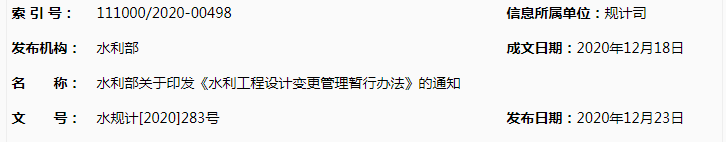 索 引 号： 111000/2020-00498 信息所属单位：规计司
发布机构： 水利部 成文日期：2020年12月18日
名 称： 水利部关于印发《水利工程设计变更管理暂行办法》的通知
文 号： 水规计[2020]283号 发布日期：2020年12月23日